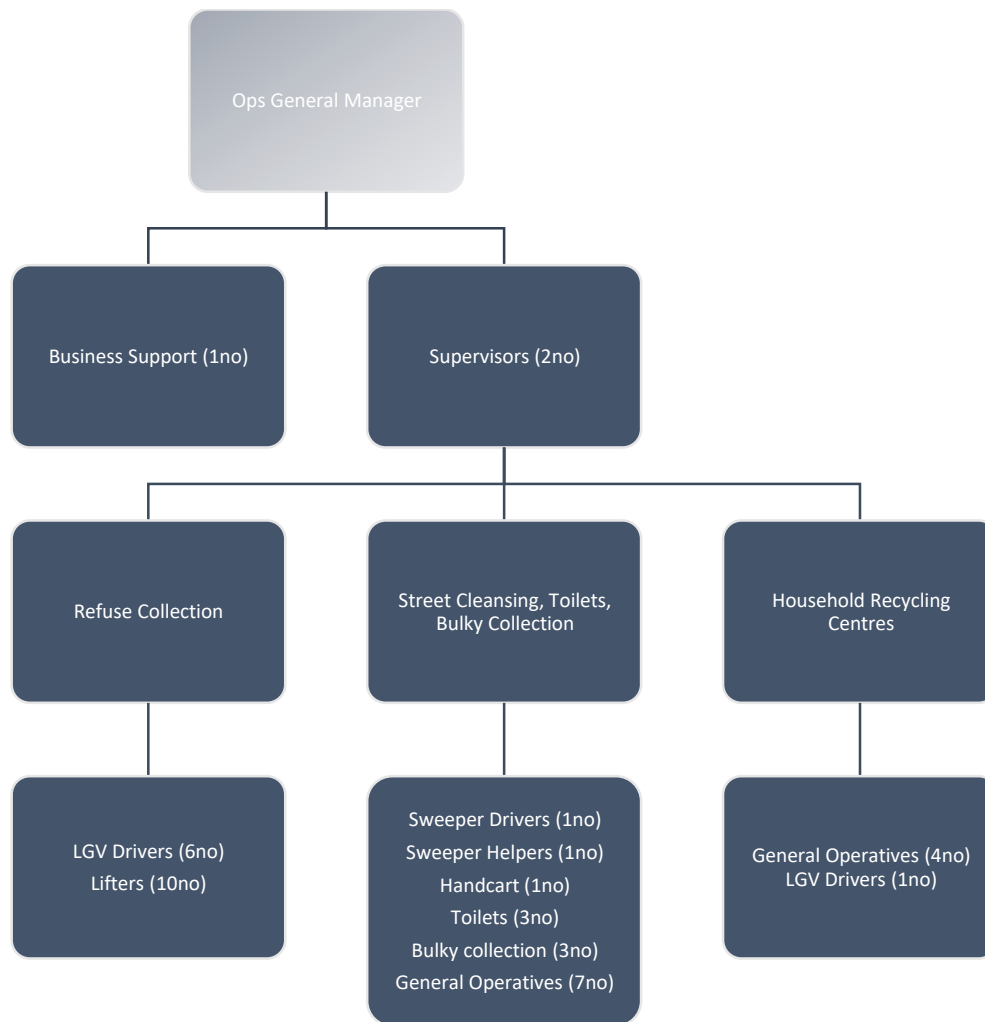 Ops General Manager
Business Support (1no)
Supervisors (2no)
Refuse Collection
Street Cleansing, Toilets,
Bulky Collection
Household Recycling
Centres
LGV Drivers (6no)
Lifters (10no)
Sweeper Drivers (1no)
Sweeper Helpers (1no)
Handcart (1no)
Toilets (3no)
Bulky collection (3no)
General Operatives (7no)
General Operatives (4no)
LGV Drivers (1no)